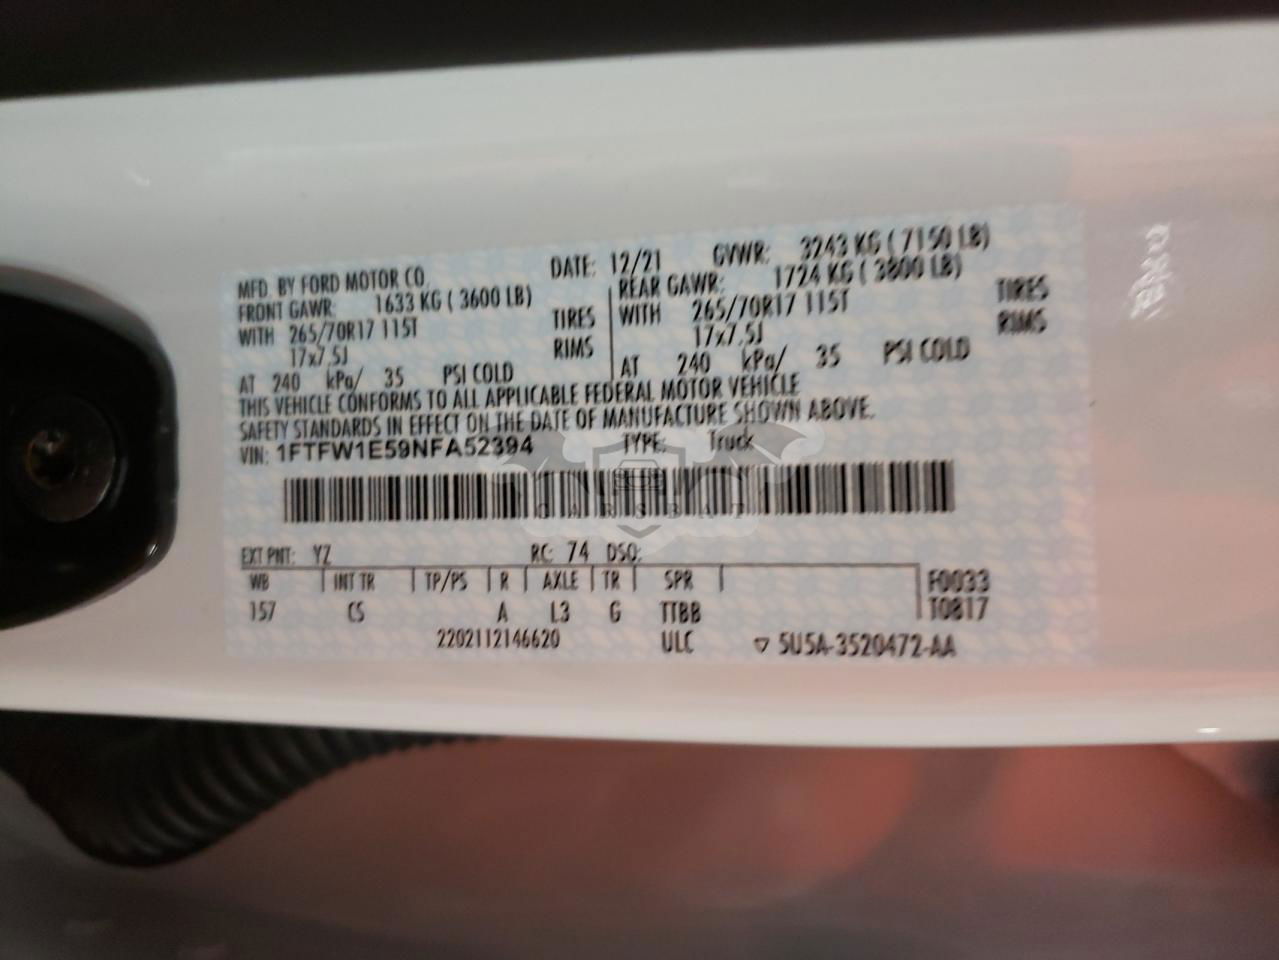 MFD. BY FORD MOTOR CO. DATE: 12/21 GVWR: 3243 KG ( 7150 LB)
FRONT GAWR: 1633 KG ( 3600 LB) REAR GAWR: 1724 KG ( 3800 LB)
WITH 265/70R17 115T TIRES WITH 265/70R17 115T TIRES
17x7.5J RIMS 17x7.5J RIMS
AT 240 kPa/ 35 PSI COLD AT 240 kPa/ 35 PSI COLD
THIS VEHICLE CONFORMS TO ALL APPLICABLE FEDERAL MOTOR VEHICLE
SAFETY STANDARDS IN EFFECT ON THE DATE OF MANUFACTURE SHOWN ABOVE.
VIN: 1FTFW1E59NFA52394 TYPE: Truck
CARSBAT
EXT PNT: YZ RC: 74 DSO:
WB INT TR TP/PS R AXLE TR SPR F0033
157 CS A L3 G TTBB T0817
2202112146620 ULC ▽ 5U5A-3520472-AA